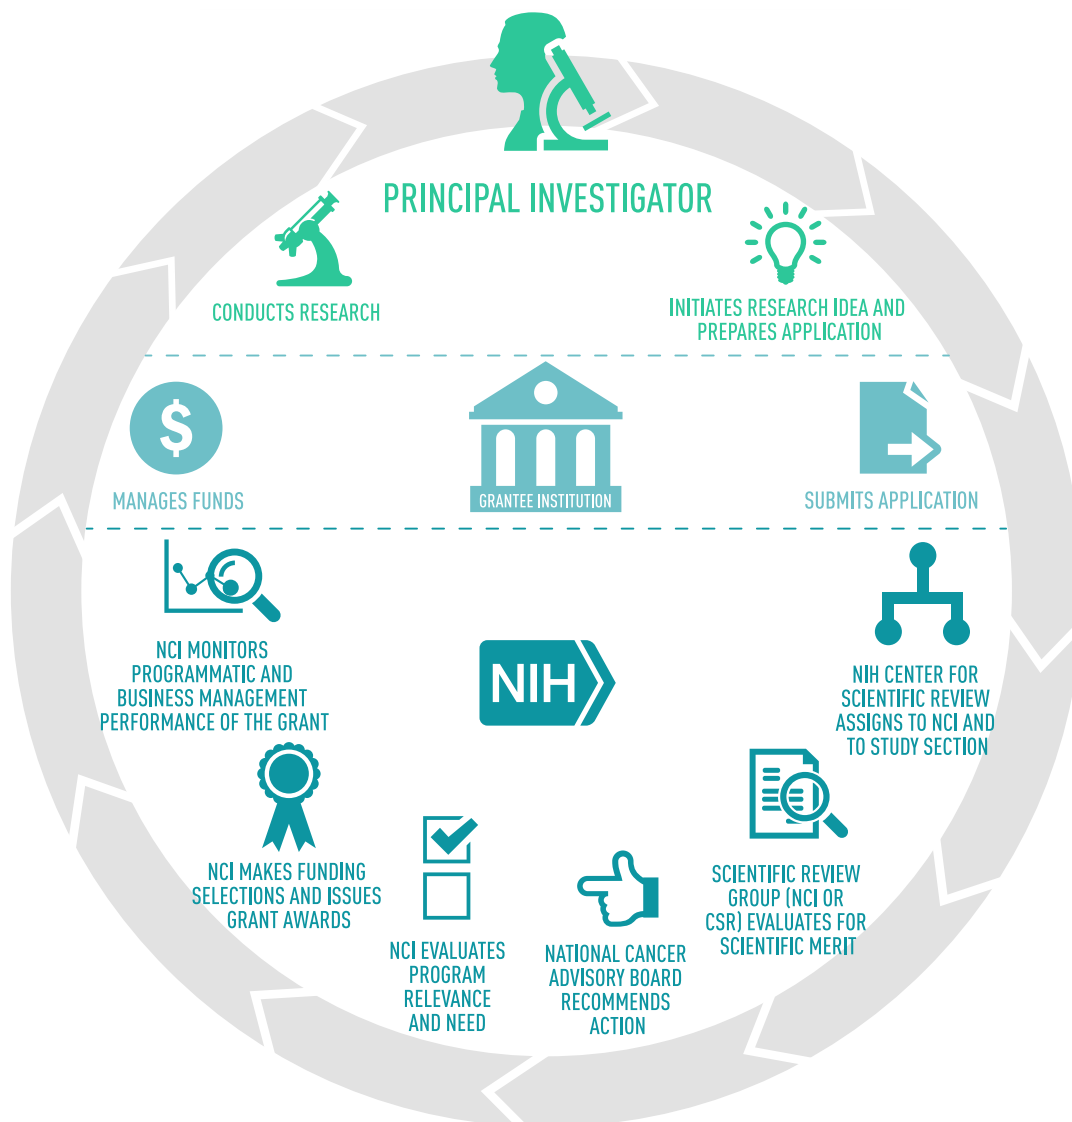 PRINCIPAL INVESTIGATOR
CONDUCTS RESEARCH
INITIATES RESEARCH IDEA AND
PREPARES APPLICATION
$
MANAGES FUNDS
GRANTEE INSTITUTION
SUBMITS APPLICATION
NCI MONITORS
PROGRAMMATIC AND
BUSINESS MANAGEMENT
PERFORMANCE OF THE GRANT
NIH
NIH CENTER FOR
SCIENTIFIC REVIEW
ASSIGNS TO NCI AND
TO STUDY SECTION
NCI MAKES FUNDING
SELECTIONS AND ISSUES
GRANT AWARDS
SCIENTIFIC REVIEW
GROUP (NCI OR
CSR) EVALUATES FOR
SCIENTIFIC MERIT
NCI EVALUATES
PROGRAM
RELEVANCE
AND NEED
NATIONAL CANCER
ADVISORY BOARD
RECOMMENDS
ACTION